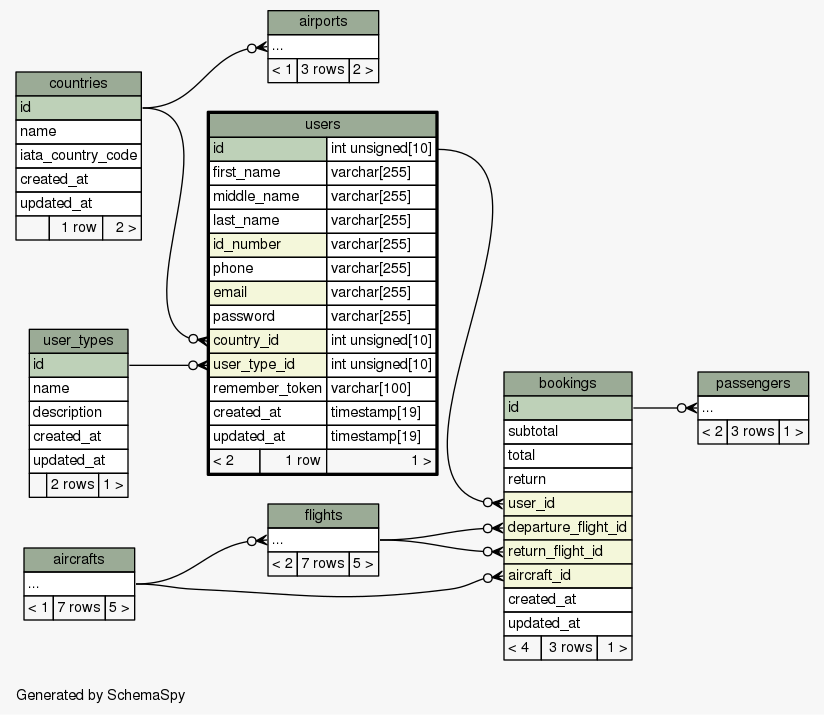 airports
...
< 1 3 rows 2 >
countries
id
name
iata_country_code
created_at
updated_at
1 row 2 >
users
id int unsigned[10]
first_name varchar[255]
middle_name varchar[255]
last_name varchar[255]
id_number varchar[255]
phone varchar[255]
email varchar[255]
password varchar[255]
country_id int unsigned[10]
user_type_id int unsigned[10]
remember_token varchar[100]
created_at timestamp[19]
updated_at timestamp[19]
< 2 1 row 1 >
user_types
id
name
description
created_at
updated_at
2 rows 1 >
bookings
id
subtotal
total
return
user_id
departure_flight_id
return_flight_id
aircraft_id
created_at
updated_at
< 4 3 rows 1 >
passengers
...
< 2 3 rows 1 >
flights
...
< 2 7 rows 5 >
aircrafts
...
< 1 7 rows 5 >
Generated by SchemaSpy